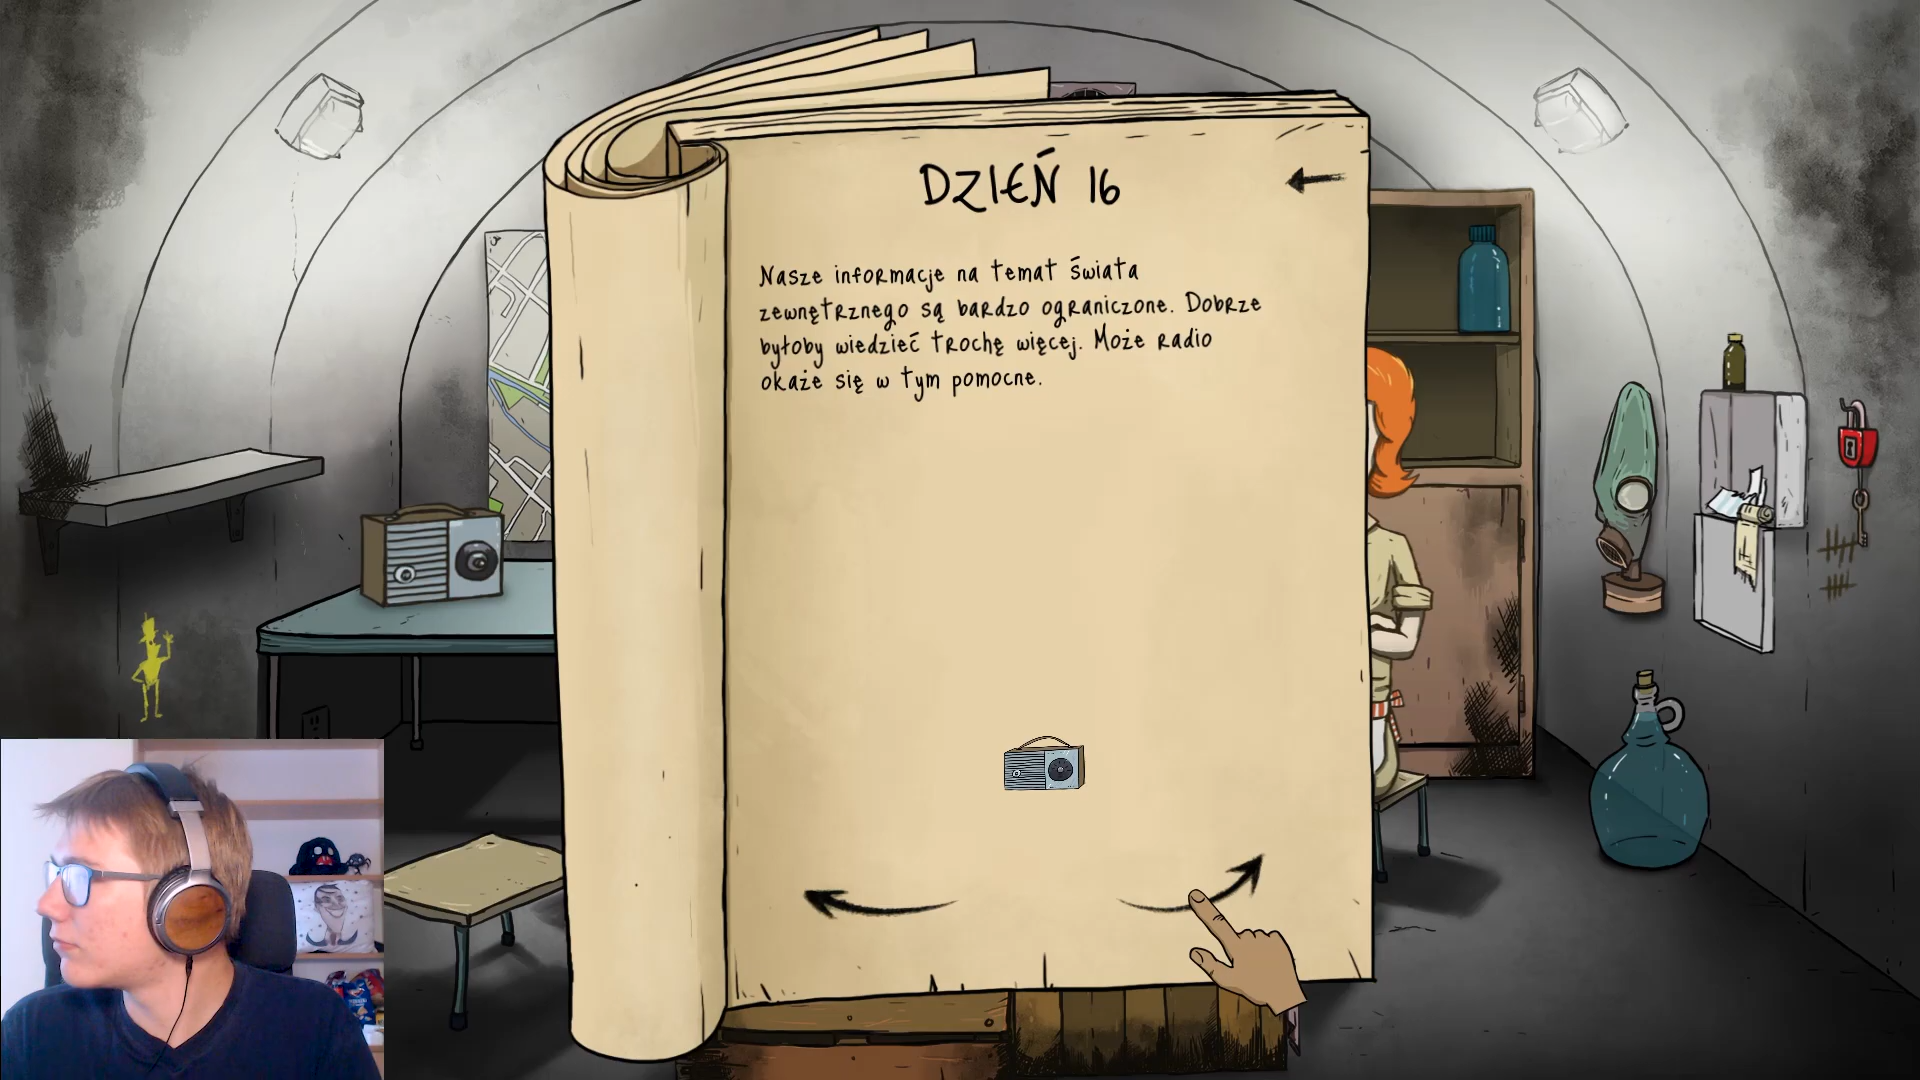 DZIEŃ 16
Nasze informacje na temat świata
zewnętrznego są bardzo ograniczone. Dobrze
byłoby wiedzieć trochę więcej. Może radio
okaże się w tym pomocne.